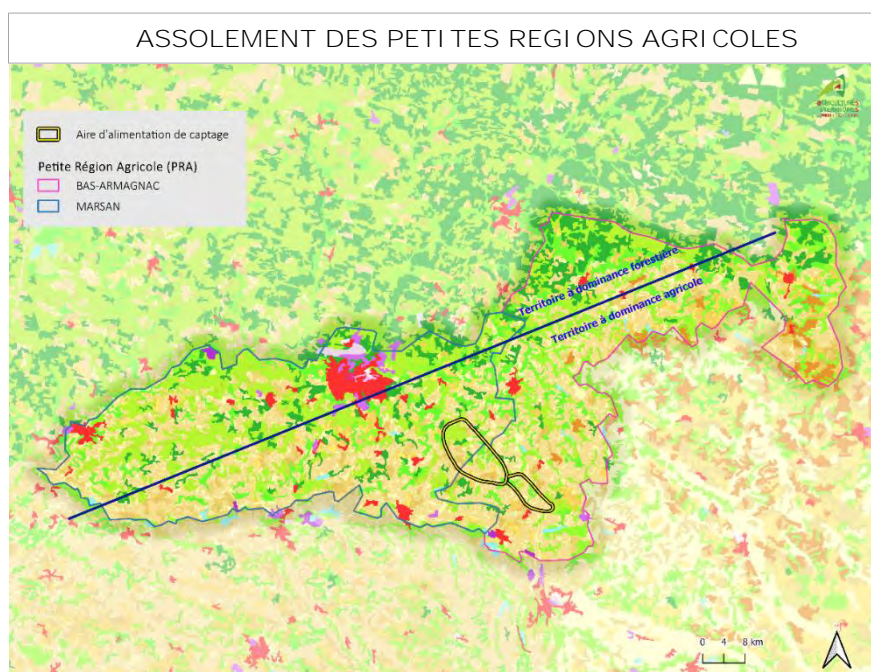 ASSOLEMENT DES PETITES REGIONS AGRICOLES
Aire d'alimentation de captage
Petite Région Agricole (PRA)
BAS-ARMAGNAC
MARSAN
Territoire à dominance forestière
Territoire à dominance agricole
0 4 8 km